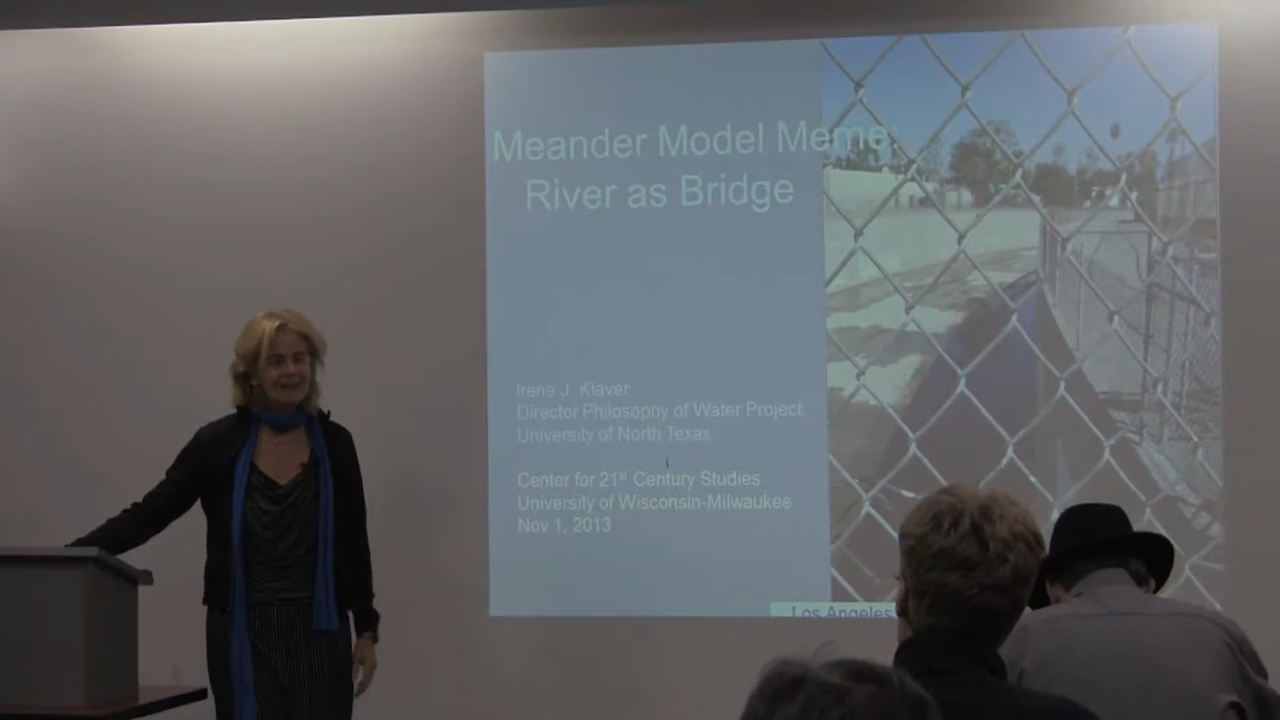 Meander Model Meme:
River as Bridge
Irene J. Klaver
Director Philosophy of Water Project
University of North Texas
Center for 21st Century Studies
University of Wisconsin-Milwaukee
Nov 1, 2013
Los Angeles